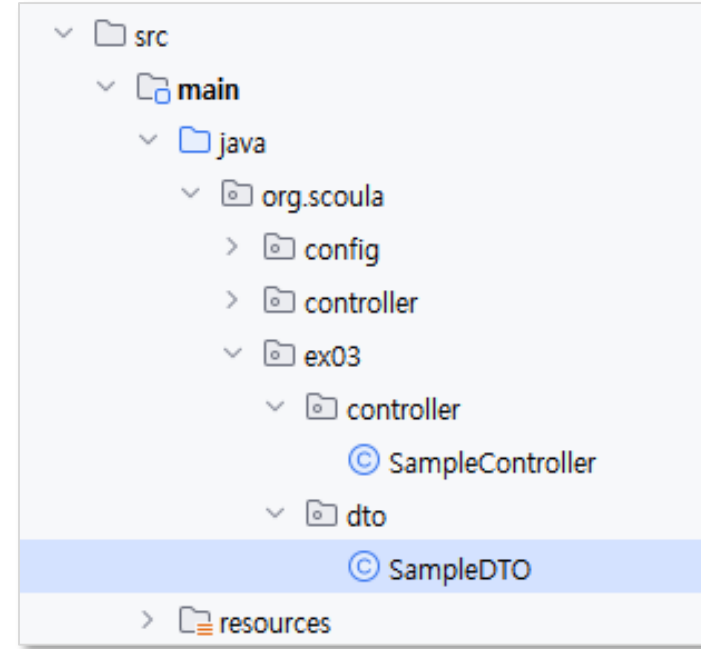 src
main
java
org.scoula
config
controller
ex03
controller
SampleController
dto
SampleDTO
resources